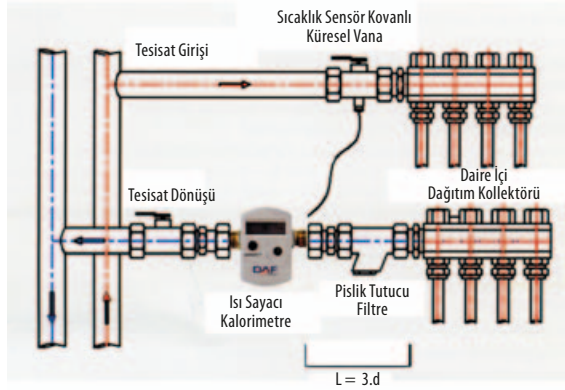 Sıcaklık Sensör Kovanlı
Küresel Vana
Tesisat Girişi
Daire İçi
Dağıtım Kollektörü
Tesisat Dönüşü
DAF
Isı Sayacı
Kalorimetre
Pislik Tutucu
Filtre
L = 3.d